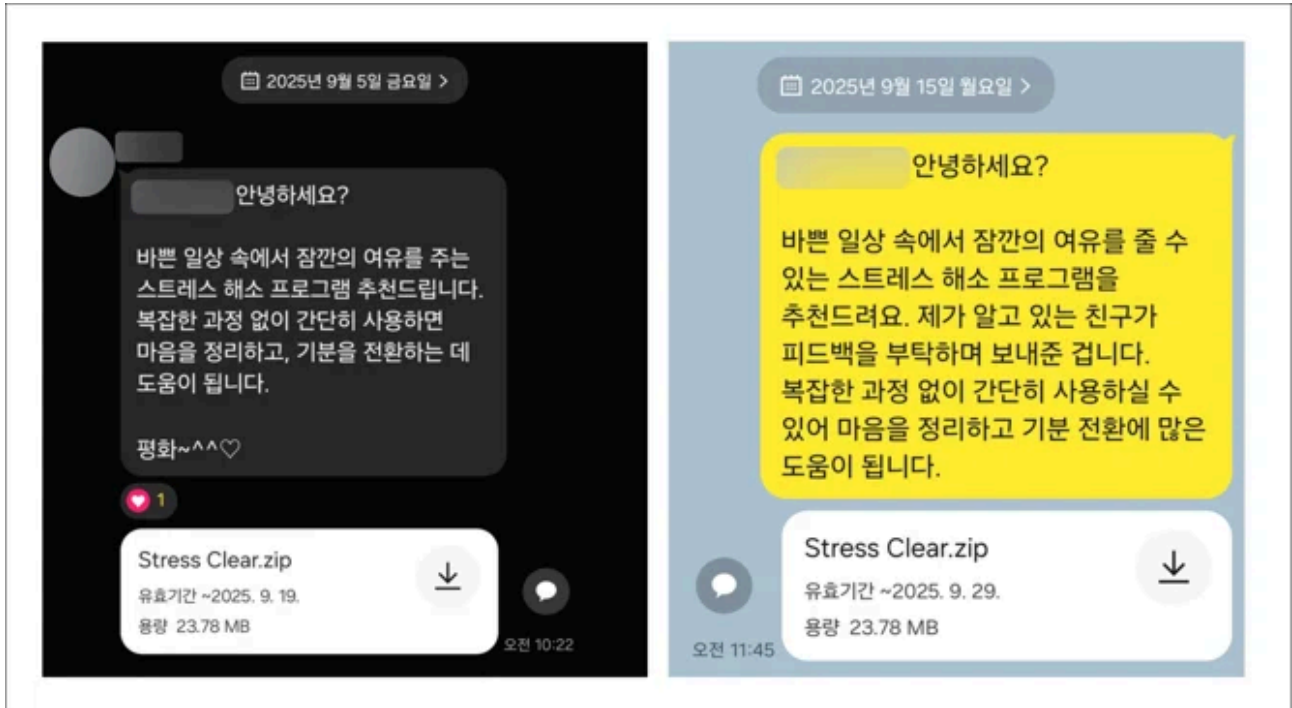 2025년 9월 5일 금요일 >
안녕하세요?
바쁜 일상 속에서 잠깐의 여유를 주는
스트레스 해소 프로그램 추천드립니다.
복잡한 과정 없이 간단히 사용하면
마음을 정리하고, 기분을 전환하는 데
도움이 됩니다.
평화~^^♡
1
Stress Clear.zip
유효기간 ~2025. 9. 19.
용량 23.78 MB
오전 10:22
2025년 9월 15일 월요일 >
안녕하세요?
바쁜 일상 속에서 잠깐의 여유를 줄 수
있는 스트레스 해소 프로그램을
추천드려요. 제가 알고 있는 친구가
피드백을 부탁하며 보내준 겁니다.
복잡한 과정 없이 간단히 사용하실 수
있어 마음을 정리하고 기분 전환에 많은
도움이 됩니다.
Stress Clear.zip
유효기간 ~2025. 9. 29.
용량 23.78 MB
오전 11:45